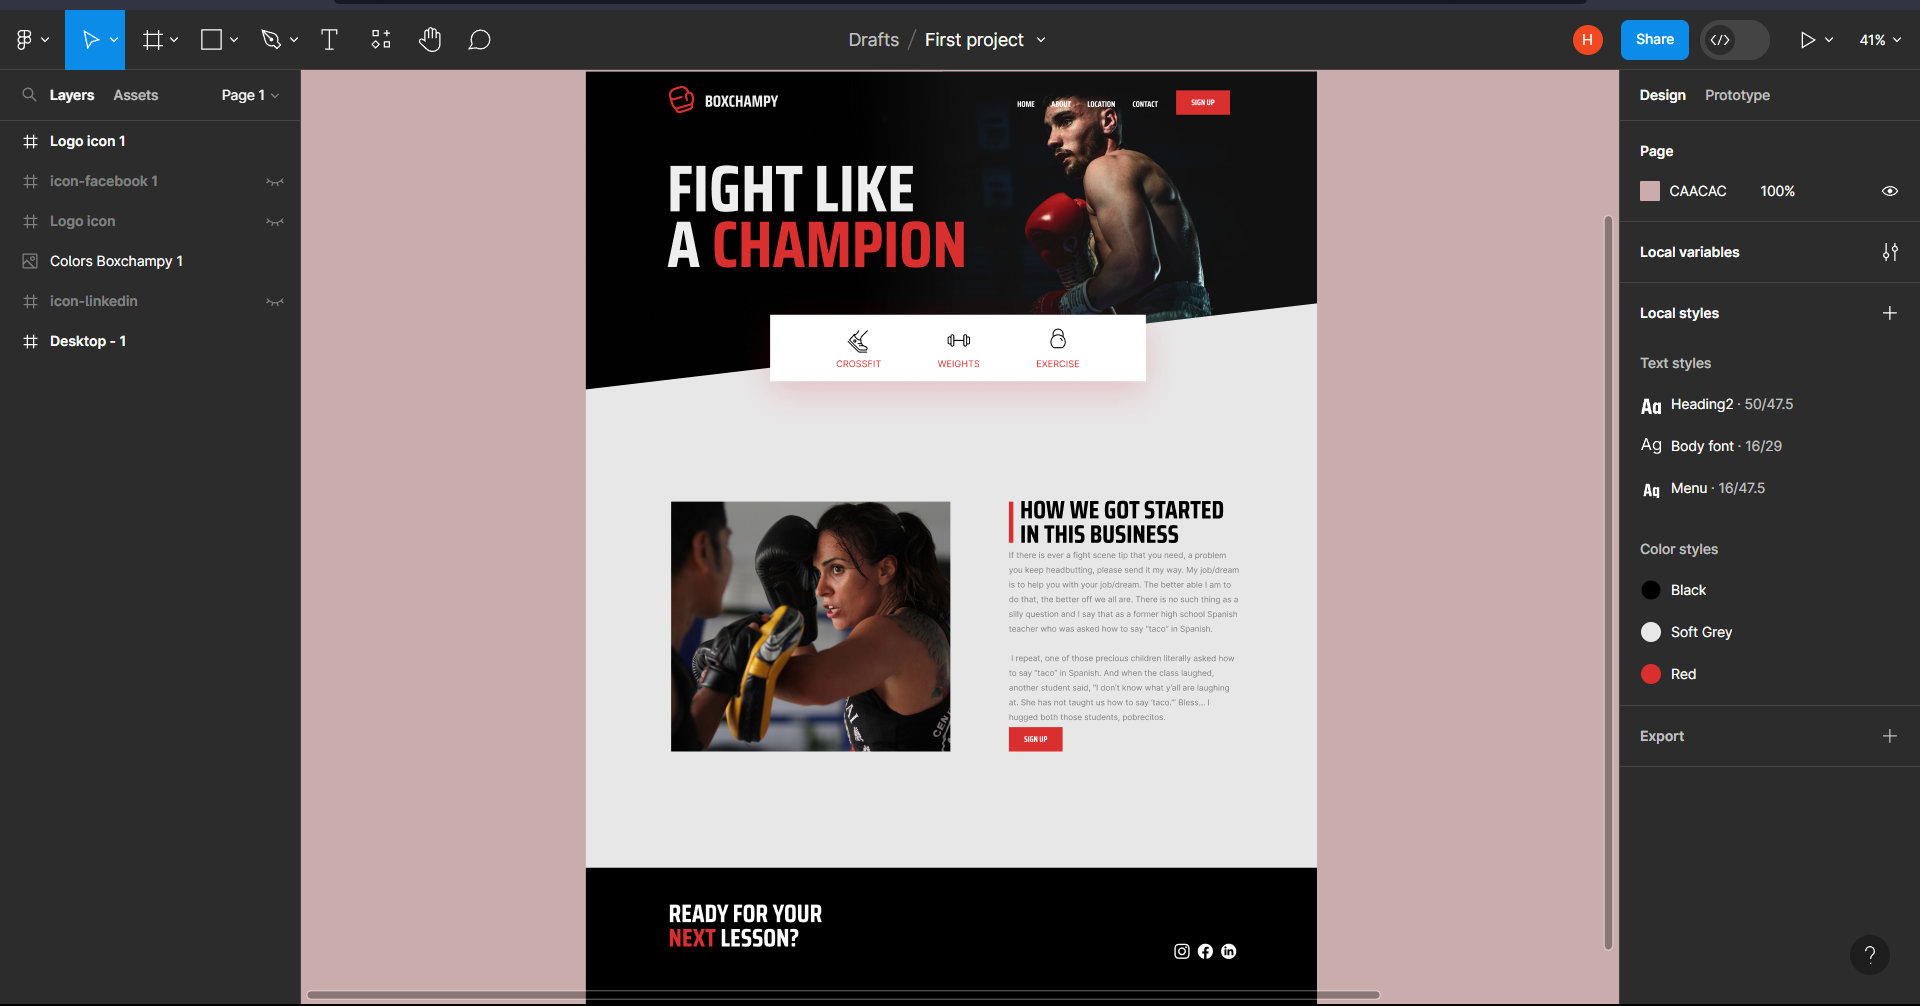 Drafts / First project
H
Share
41%
Layers
Assets
Page 1
Logo icon 1
icon-facebook 1
Logo icon
Colors Boxchampy 1
icon-linkedin
Desktop - 1
BOXCHAMPY
HOME
ABOUT
LOCATION
CONTACT
SIGN UP
FIGHT LIKE
A CHAMPION
CROSSFIT
WEIGHTS
EXERCISE
HOW WE GOT STARTED
IN THIS BUSINESS
If there is ever a fight scene tip that you need, a problem
you keep headbutting, please send it my way. My job/dream
is to help you with your job/dream. The better able I am to
do that, the better off we all are. There is no such thing as a
silly question and I say that as a former high school Spanish
teacher who was asked how to say “taco” in Spanish.
I repeat, one of those precious children literally asked how
to say “taco” in Spanish. And when the class laughed,
another student said, “I don’t know what y’all are laughing
at. She has not taught us how to say ‘taco.’” Bless... I
hugged both those students, pobrecitos.
SIGN UP
READY FOR YOUR
NEXT LESSON?
Design
Prototype
Page
CAACAC
100%
Local variables
Local styles
Text styles
Ag Heading2 · 50/47.5
Ag Body font · 16/29
Ag Menu · 16/47.5
Color styles
Black
Soft Grey
Red
Export
?